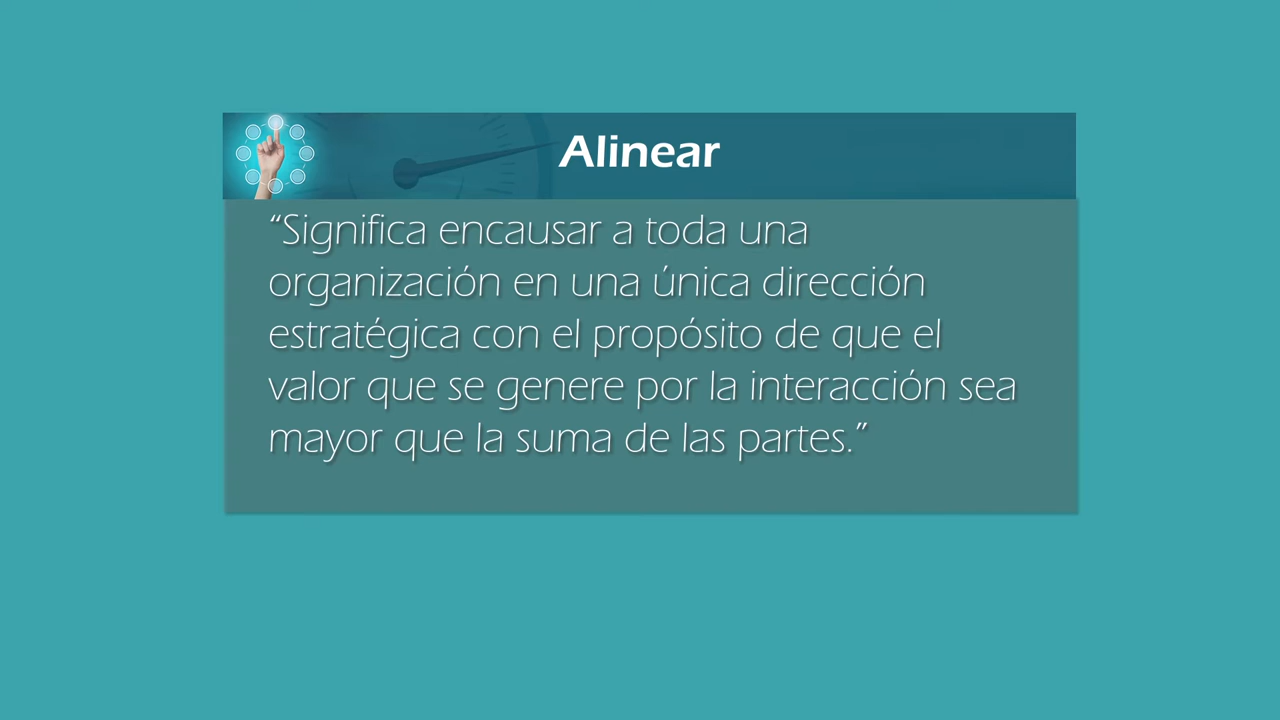 Alinear
“Significa encausar a toda una
organización en una única dirección
estratégica con el propósito de que el
valor que se genere por la interacción sea
mayor que la suma de las partes.”